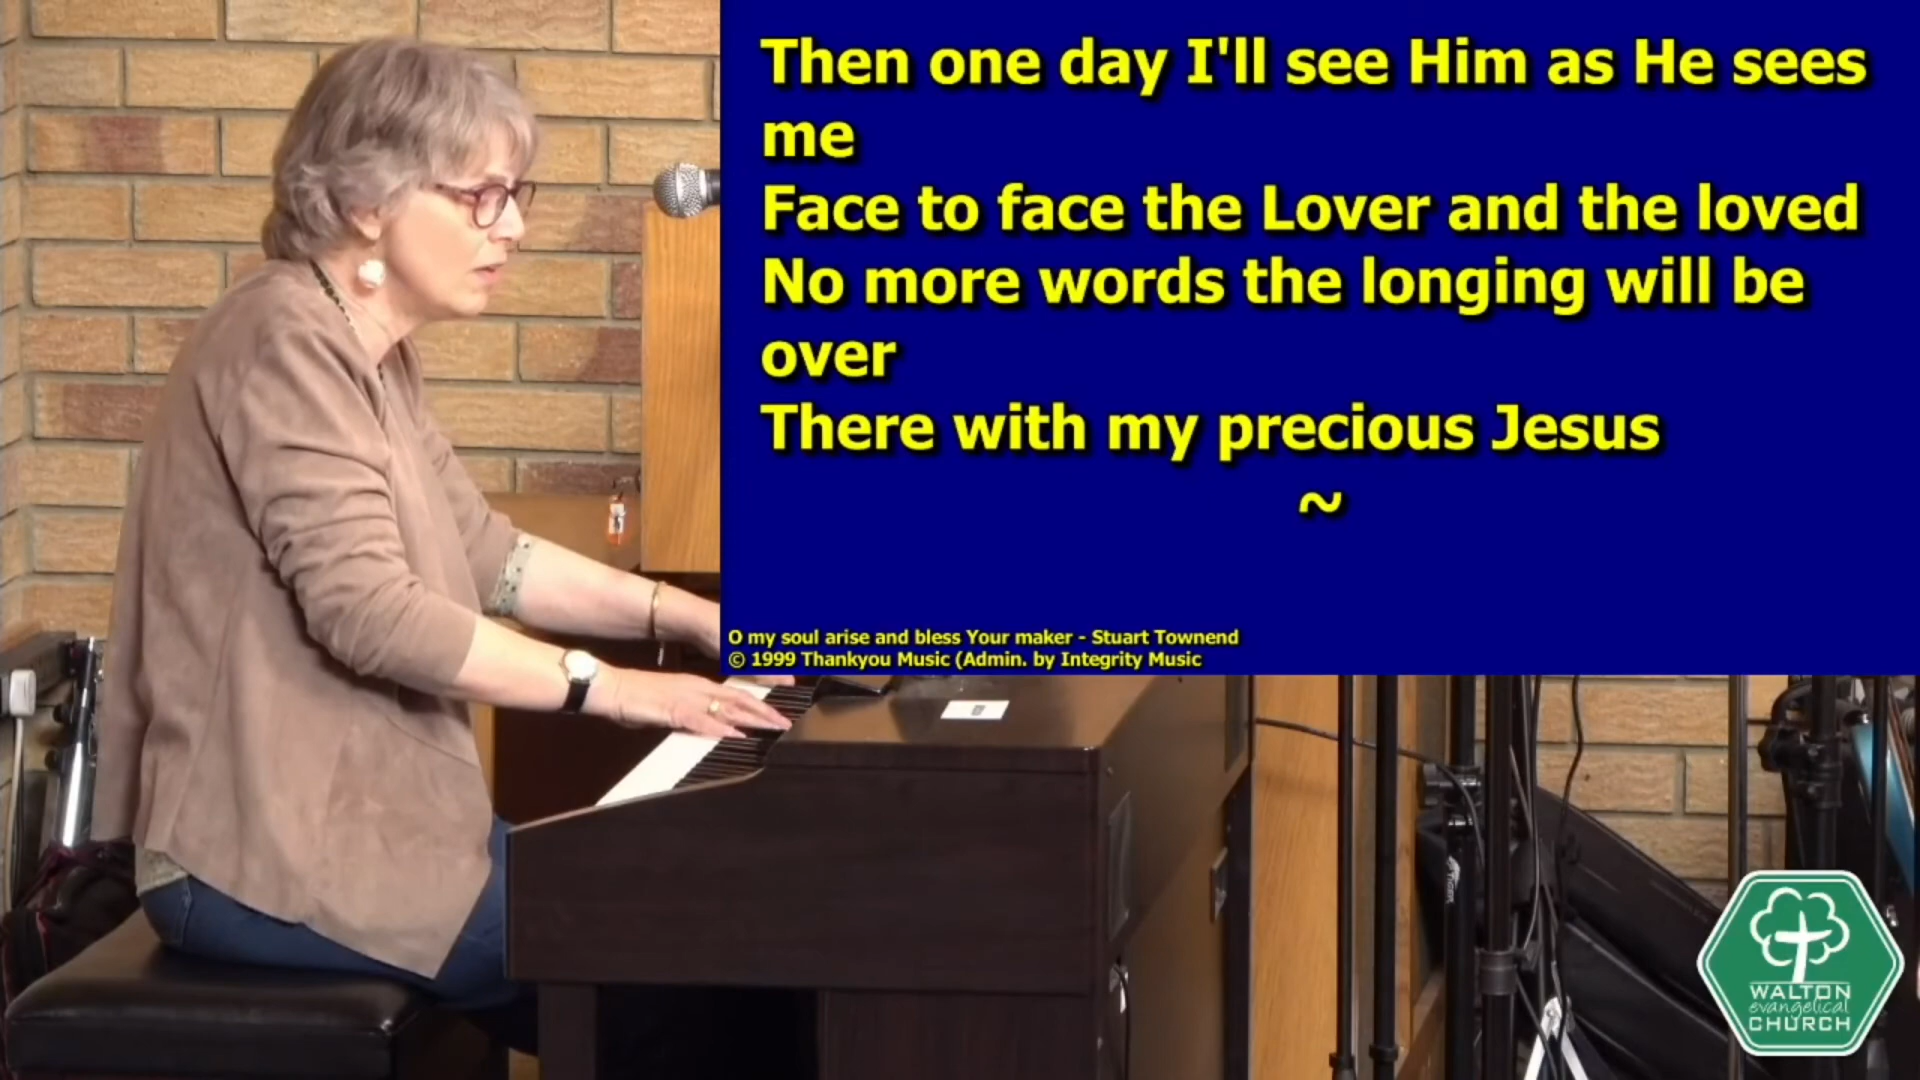 Then one day I'll see Him as He sees
me
Face to face the Lover and the loved
No more words the longing will be
over
There with my precious Jesus
~
O my soul arise and bless Your maker - Stuart Townend
© 1999 Thankyou Music (Admin. by Integrity Music
WALTON
evangelical
CHURCH